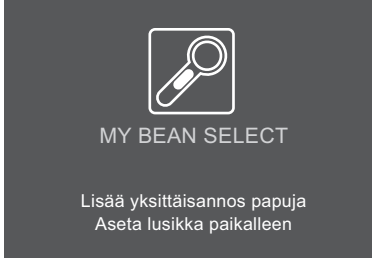 MY BEAN SELECT
Lisää yksittäisannos papuja
Aseta lusikka paikalleen